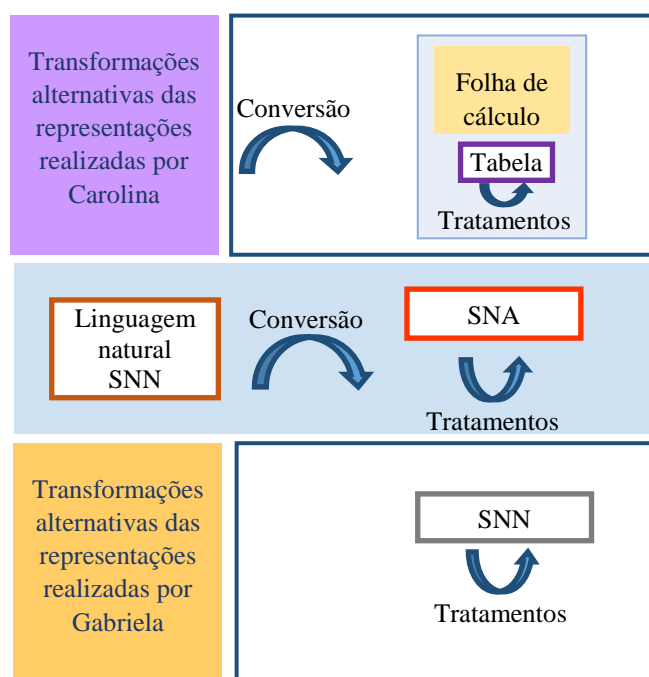 Transformações
alternativas das
representações
realizadas por
Carolina
Conversão
Folha de
cálculo
Tabela
Tratamentos
Linguagem
natural
SNN
Conversão
SNA
Tratamentos
Transformações
alternativas das
representações
realizadas por
Gabriela
SNN
Tratamentos